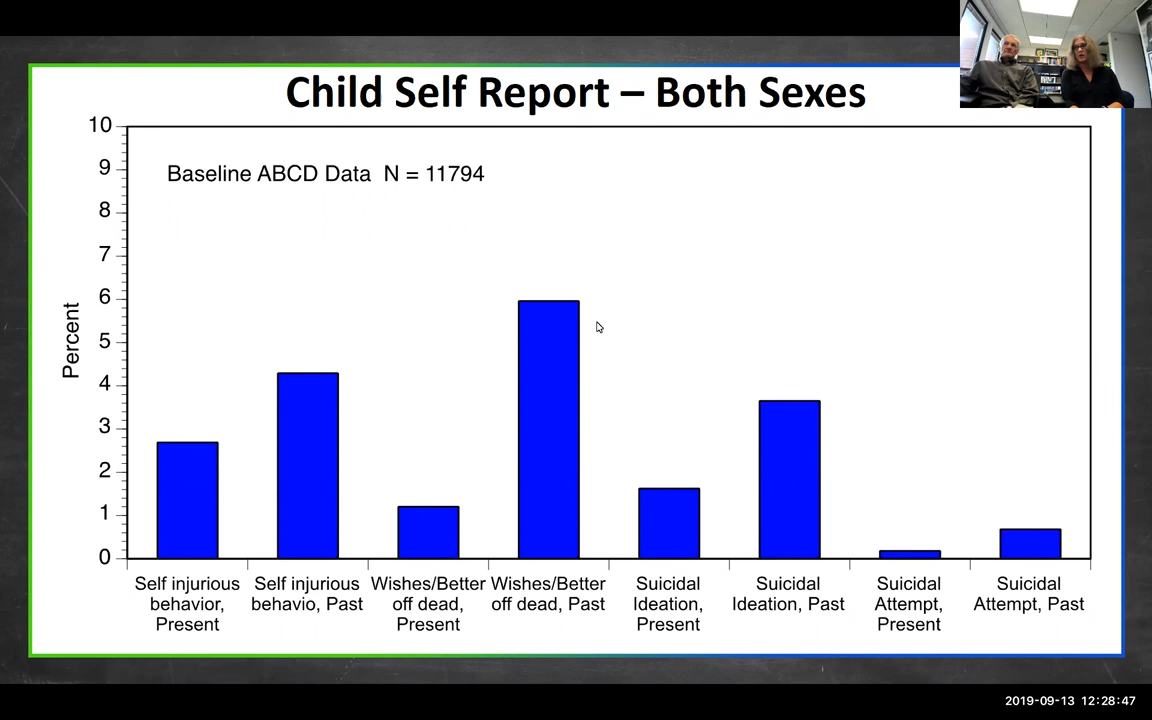 Child Self Report – Both Sexes
10
Baseline ABCD Data  N = 11794
9
8
7
6
5
4
3
2
1
0
Percent
Self injurious
behavior,
Present
Self injurious
behavio, Past
Wishes/Better
off dead,
Present
Wishes/Better
off dead, Past
Suicidal
Ideation,
Present
Suicidal
Ideation, Past
Suicidal
Attempt,
Present
Suicidal
Attempt, Past
2019-09-13 12:28:47